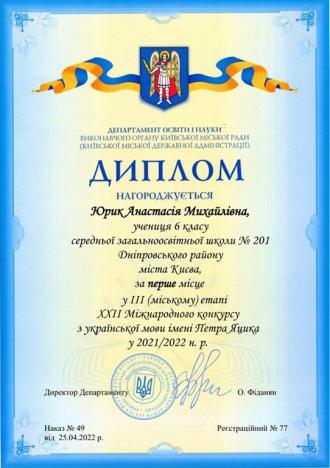 ДЕПАРТАМЕНТ ОСВІТИ І НАУКИ
ВИКОНАВЧОГО ОРГАНУ КИЇВСЬКОЇ МІСЬКОЇ РАДИ
(КИЇВСЬКОЇ МІСЬКОЇ ДЕРЖАВНОЇ АДМІНІСТРАЦІЇ)
ДИПЛОМ
НАГОРОДЖУЄТЬСЯ
Юрик Анастасія Михайлівна,
учениця 6 класу
середньої загальноосвітньої школи № 201
Дніпровського району
міста Києва,
за перше місце
у ІІІ (міському) етапі
ХХІІ Міжнародного конкурсу
з української мови імені Петра Яцика
у 2021/2022 н. р.
Директор Департаменту О. Фіданян
Наказ № 49 Реєстраційний № 77
від 25.04.2022 р.